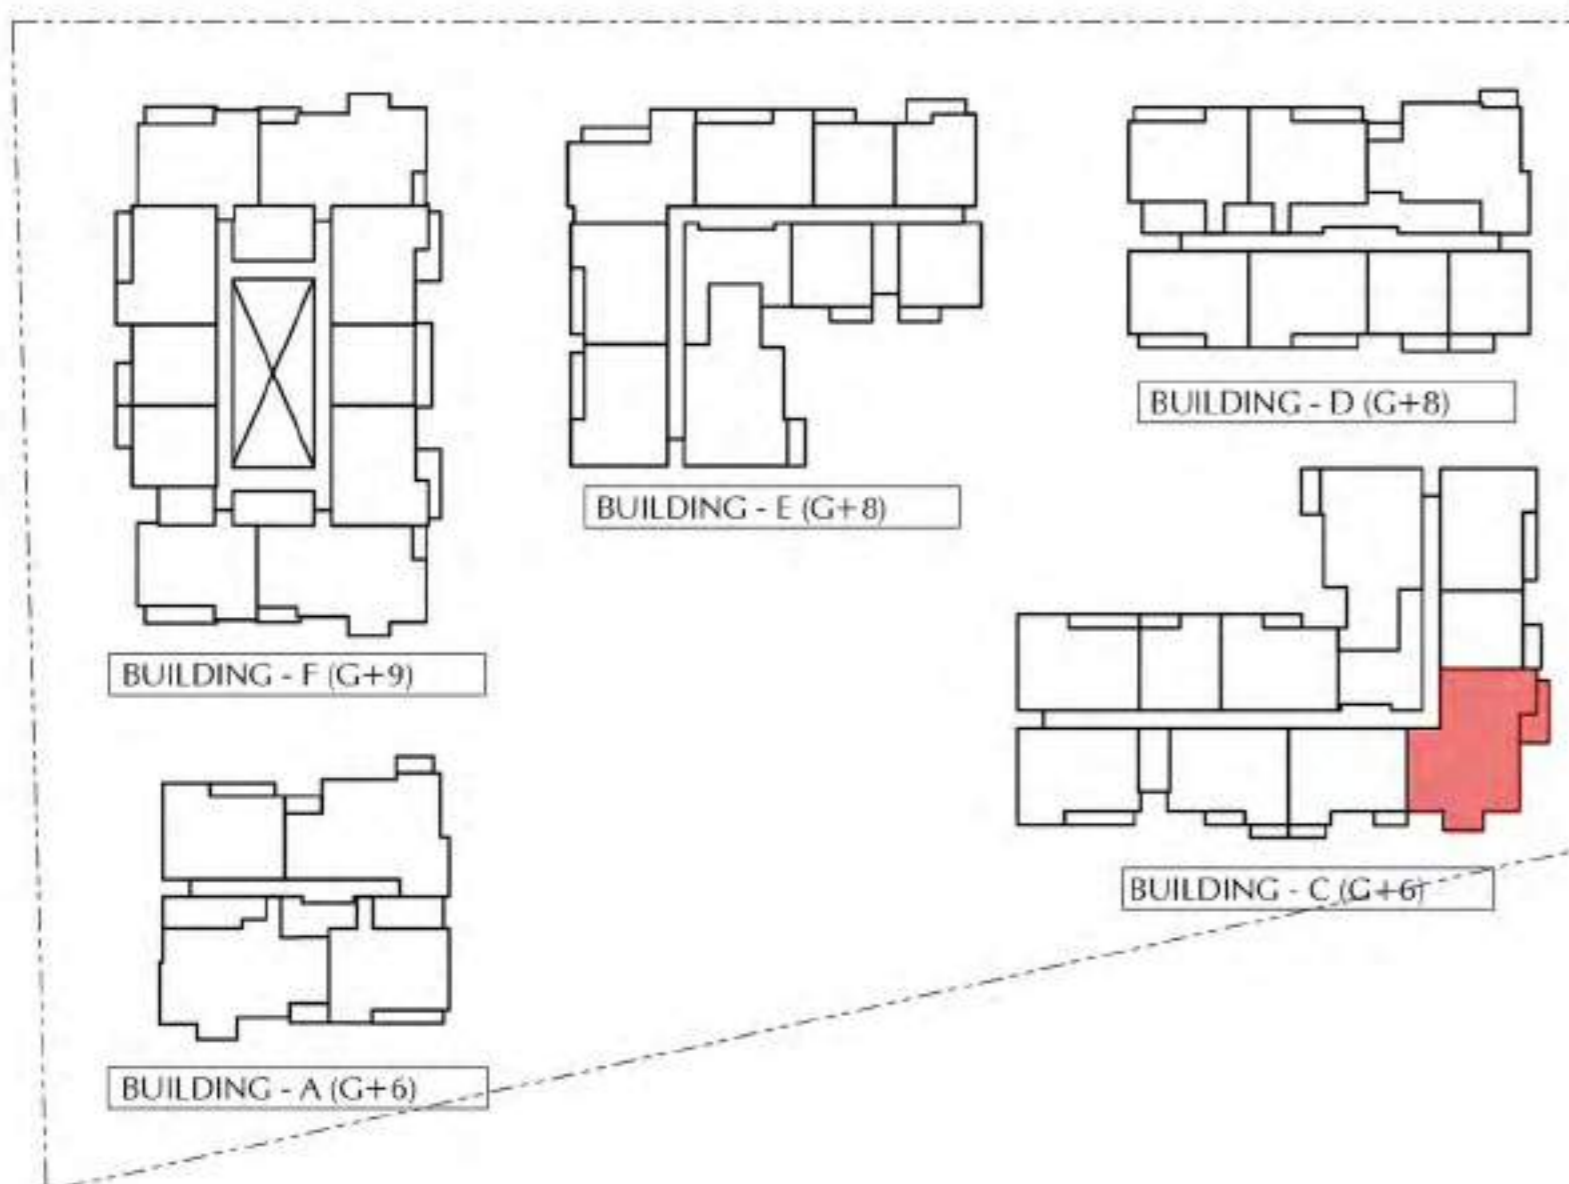 BUILDING - D (G+8)
BUILDING - E (G+8)
BUILDING - F (G+9)
BUILDING - C (G+6)
BUILDING - A (G+6)